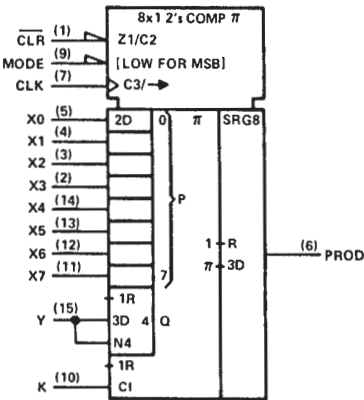 8x1 2's COMP π
CLR (1) Z1/C2
MODE (9) [LOW FOR MSB]
CLK (7) C3/→
X0 (5) 2D 0 π SRG8
X1 (4)
X2 (3)
X3 (2)
X4 (14) P
X5 (13)
X6 (12) 1 R (6) PROD
X7 (11) 7 π 3D
1R
Y (15) 3D 4 Q
N4
1R
K (10) CI